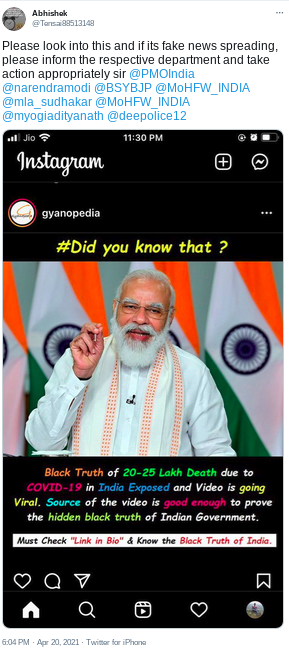 Abhishek
@Tensai88513148
Please look into this and if its fake news spreading,
please inform the respective department and take
action appropriately sir @PMOIndia
@narendramodi @BSYBJP @MoHFW_INDIA
@mla_sudhakar @MoHFW_INDIA
@myogiadityanath @deepolice12
Jio 11:30 PM
Instagram
gyanopedia
#Did you know that ?
Black Truth of 20-25 Lakh Death due to
COVID-19 in India Exposed and Video is going
Viral. Source of the video is good enough to prove
the hidden black truth of Indian Government.
Must Check "Link in Bio" & Know the Black Truth of India.
6:04 PM · Apr 20, 2021 · Twitter for iPhone